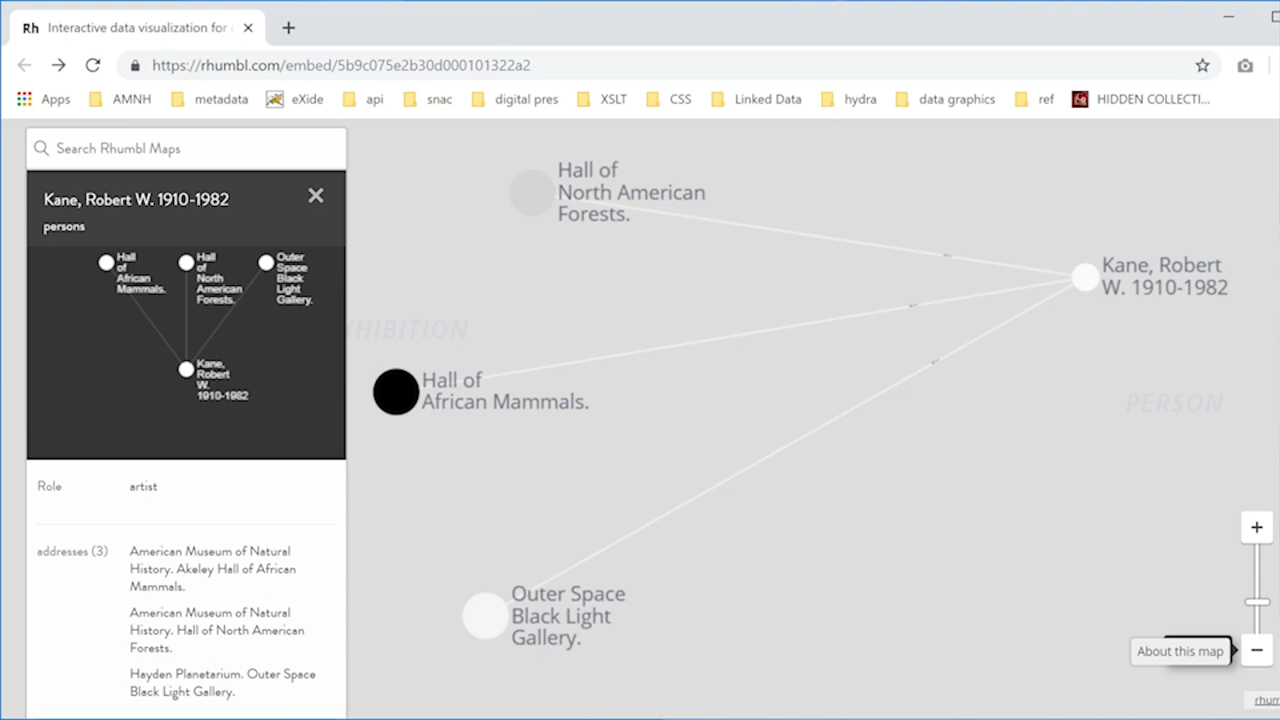 Rh Interactive data visualization for
https://rhumbl.com/embed/5b9c075e2b30d000101322a2
Apps AMNH metadata eXide api snac digital pres XSLT CSS Linked Data hydra data graphics ref HIDDEN COLLECTI...
Search Rhumbl Maps
Kane, Robert W. 1910-1982
persons
Hall
of
African
Mammals.
Hall
of
North
American
Forests.
Outer
Space
Black
Light
Gallery.
Kane,
Robert
W.
1910-1982
Role artist
addresses (3) American Museum of Natural
History. Akeley Hall of African
Mammals.
American Museum of Natural
History. Hall of North American
Forests.
Hayden Planetarium. Outer Space
Black Light Gallery.
Hall of
North American
Forests.
Kane, Robert
W. 1910-1982
HIBITION
Hall of
African Mammals.
PERSON
Outer Space
Black Light
Gallery.
+
About this map
−
rhum